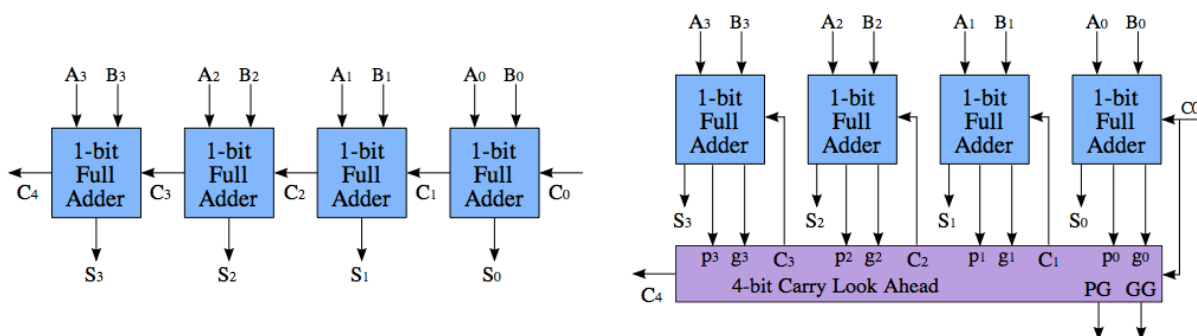 A3 B3 A2 B2 A1 B1 A0 B0
1-bit Full Adder
1-bit Full Adder
1-bit Full Adder
1-bit Full Adder
C4 C3 C2 C1 C0
S3 S2 S1 S0
A3 B3 A2 B2 A1 B1 A0 B0
1-bit Full Adder
1-bit Full Adder
1-bit Full Adder
1-bit Full Adder
C0
S3 S2 S1 S0
p3 g3 C3 p2 g2 C2 p1 g1 C1 p0 g0
C4 4-bit Carry Look Ahead PG GG